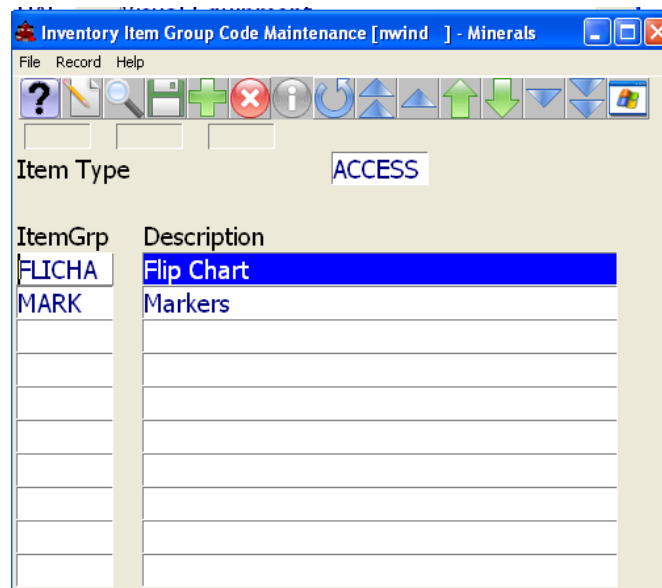 Inventory Item Group Code Maintenance [nwind ] - Minerals
File Record Help
Item Type ACCESS
ItemGrp Description
FLICHA Flip Chart
MARK Markers